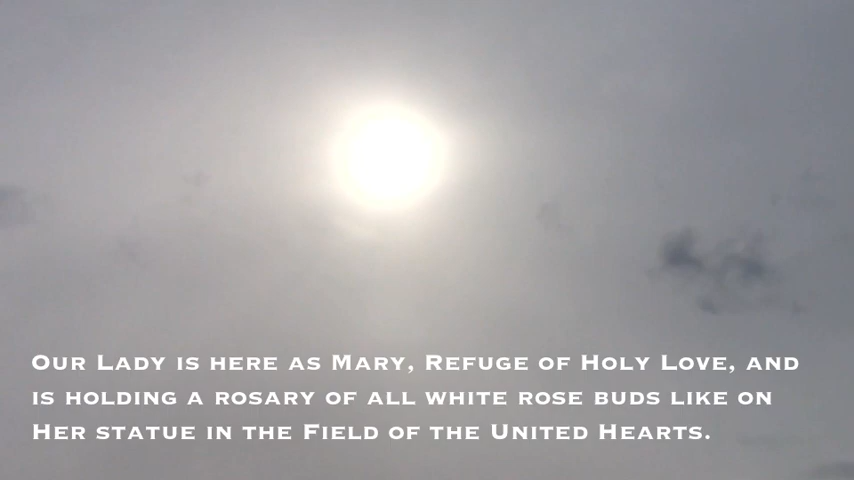 Our Lady is here as Mary, Refuge of Holy Love, and
is holding a rosary of all white rose buds like on
Her statue in the Field of the United Hearts.